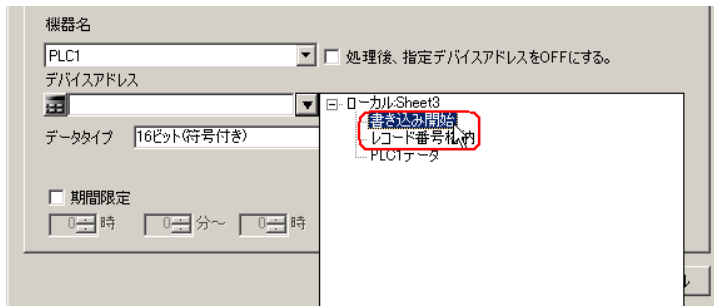 機器名
PLC1
処理後、指定デバイスアドレスをOFFにする。
デバイスアドレス
ローカル:Sheet3
書き込み開始
データタイプ 16ビット(符号付き)
レコード番号格納
PLC1データ
期間限定
0 時 0 分～ 0 時
ル